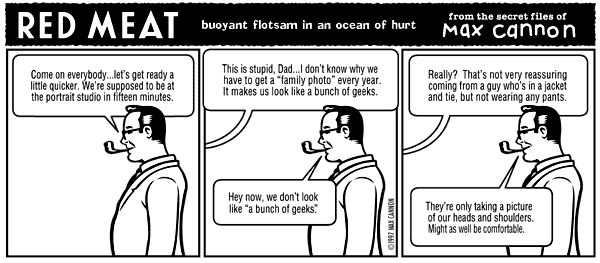 RED MEAT
buoyant flotsam in an ocean of hurt
from the secret files of
Max cannon
Come on everybody...let's get ready a
little quicker. We're supposed to be at
the portrait studio in fifteen minutes.
This is stupid, Dad...I don't know why we
have to get a "family photo" every year.
It makes us look like a bunch of geeks.
Hey now, we don't look
like "a bunch of geeks."
©1997 MAX CANNON
Really? That's not very reassuring
coming from a guy who's in a jacket
and tie, but not wearing any pants.
They're only taking a picture
of our heads and shoulders.
Might as well be comfortable.